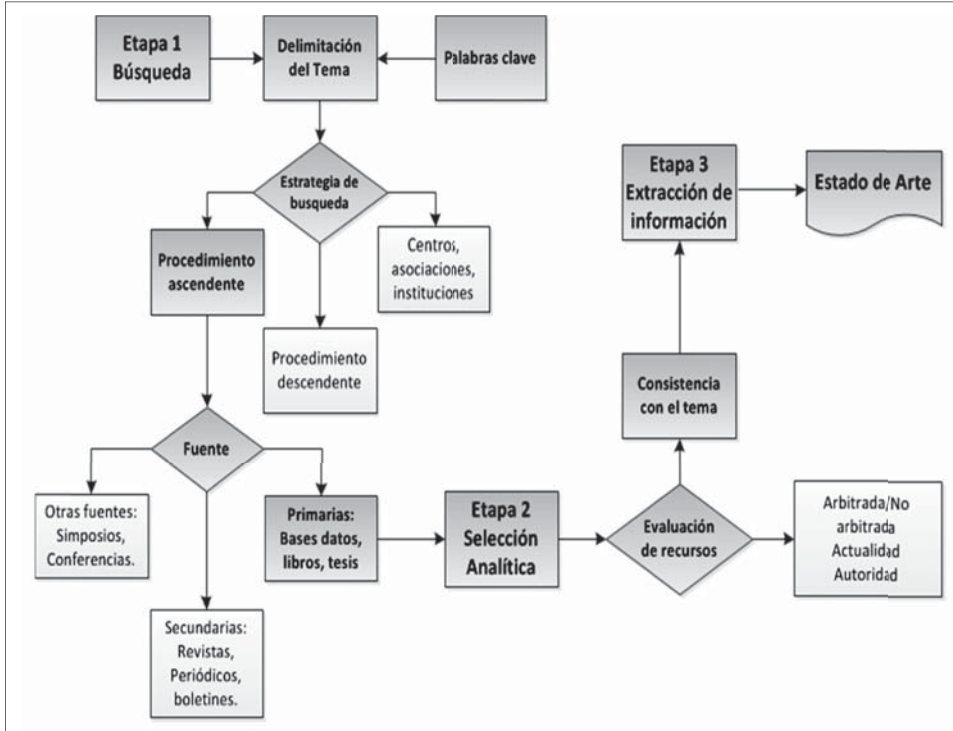 Etapa 1
Búsqueda
Delimitación
del Tema
Palabras clave
Estrategia de
busqueda
Procedimiento
ascendente
Centros,
asociaciones,
instituciones
Procedimiento
descendente
Fuente
Otras fuentes:
Simposios,
Conferencias.
Secundarias:
Revistas,
Periódicos,
boletines.
Primarias:
Bases datos,
libros, tesis
Etapa 2
Selección
Analítica
Evaluación
de recursos
Arbitrada/No
arbitrada
Actualidad
Autoridad
Consistencia
con el tema
Etapa 3
Extracción de
información
Estado de Arte